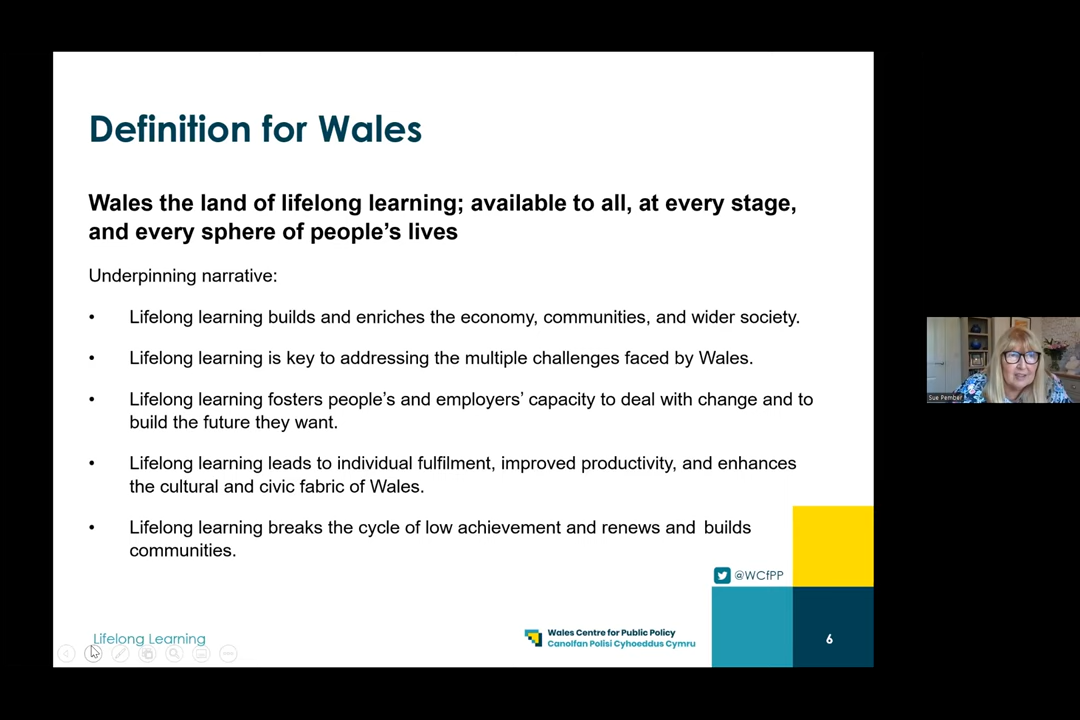 Definition for Wales
Wales the land of lifelong learning; available to all, at every stage,
and every sphere of people’s lives
Underpinning narrative:
• Lifelong learning builds and enriches the economy, communities, and wider society.
• Lifelong learning is key to addressing the multiple challenges faced by Wales.
• Lifelong learning fosters people’s and employers’ capacity to deal with change and to
build the future they want.
• Lifelong learning leads to individual fulfilment, improved productivity, and enhances
the cultural and civic fabric of Wales.
• Lifelong learning breaks the cycle of low achievement and renews and builds
communities.
@WCfPP
Lifelong Learning
Wales Centre for Public Policy
Canolfan Polisi Cyhoeddus Cymru
6
Sue Pember